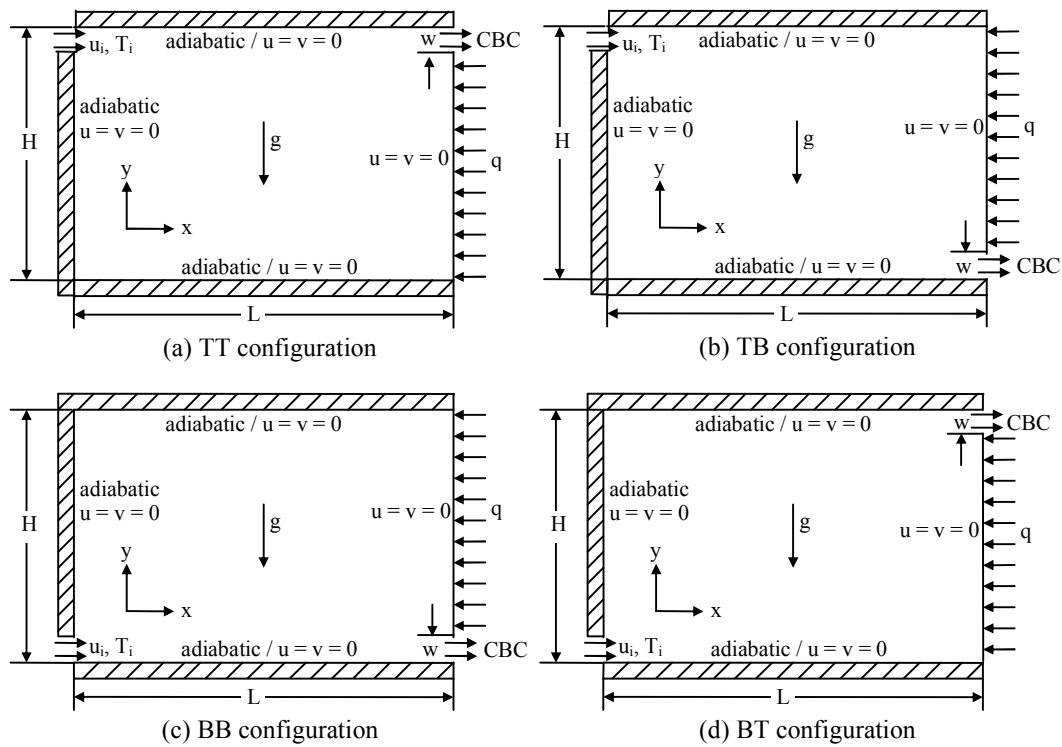 adiabatic / u = v = 0
u_i, T_i
w
CBC
adiabatic
u = v = 0
H
g
u = v = 0
q
y
x
adiabatic / u = v = 0
L
(a) TT configuration
adiabatic / u = v = 0
u_i, T_i
adiabatic
u = v = 0
H
g
u = v = 0
q
y
x
adiabatic / u = v = 0
w
CBC
L
(b) TB configuration
adiabatic / u = v = 0
adiabatic
u = v = 0
H
g
u = v = 0
q
y
x
u_i, T_i
adiabatic / u = v = 0
w
CBC
L
(c) BB configuration
adiabatic / u = v = 0
w
CBC
adiabatic
u = v = 0
H
g
u = v = 0
q
y
x
u_i, T_i
adiabatic / u = v = 0
L
(d) BT configuration